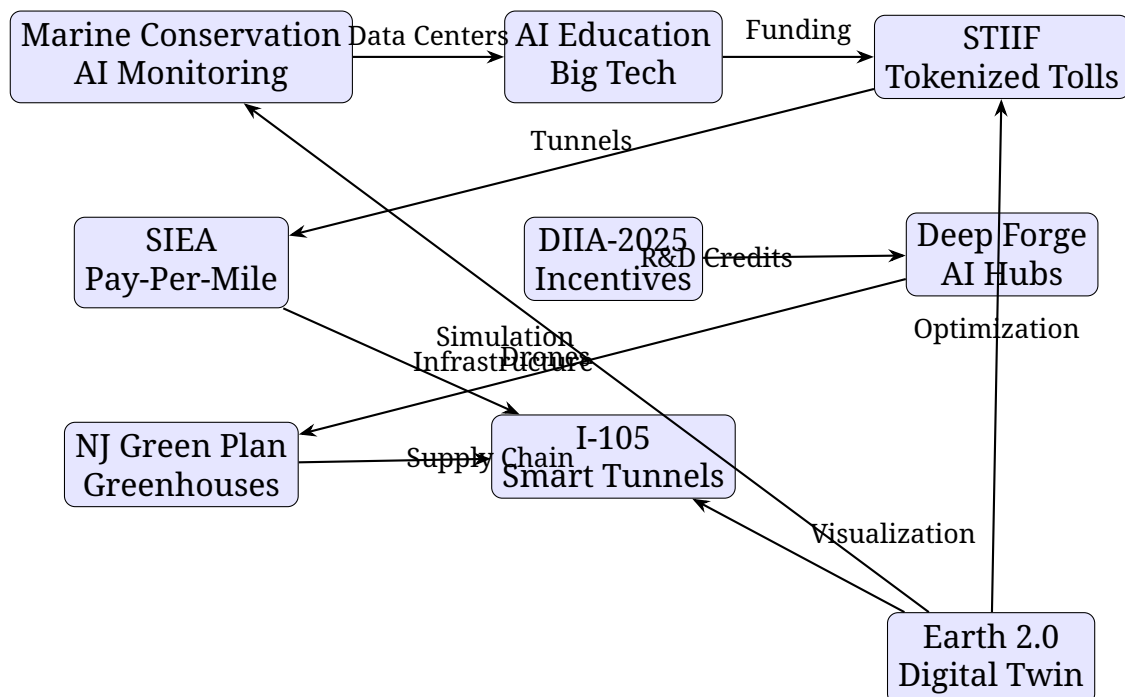 Marine Conservation
AI Monitoring
Data Centers
AI Education
Big Tech
Funding
STIIF
Tokenized Tolls
Tunnels
SIEA
Pay-Per-Mile
DIIA-2025
Incentives
R&D Credits
Deep Forge
AI Hubs
Optimization
Simulation
Drones
Infrastructure
NJ Green Plan
Greenhouses
Supply Chain
I-105
Smart Tunnels
Visualization
Earth 2.0
Digital Twin